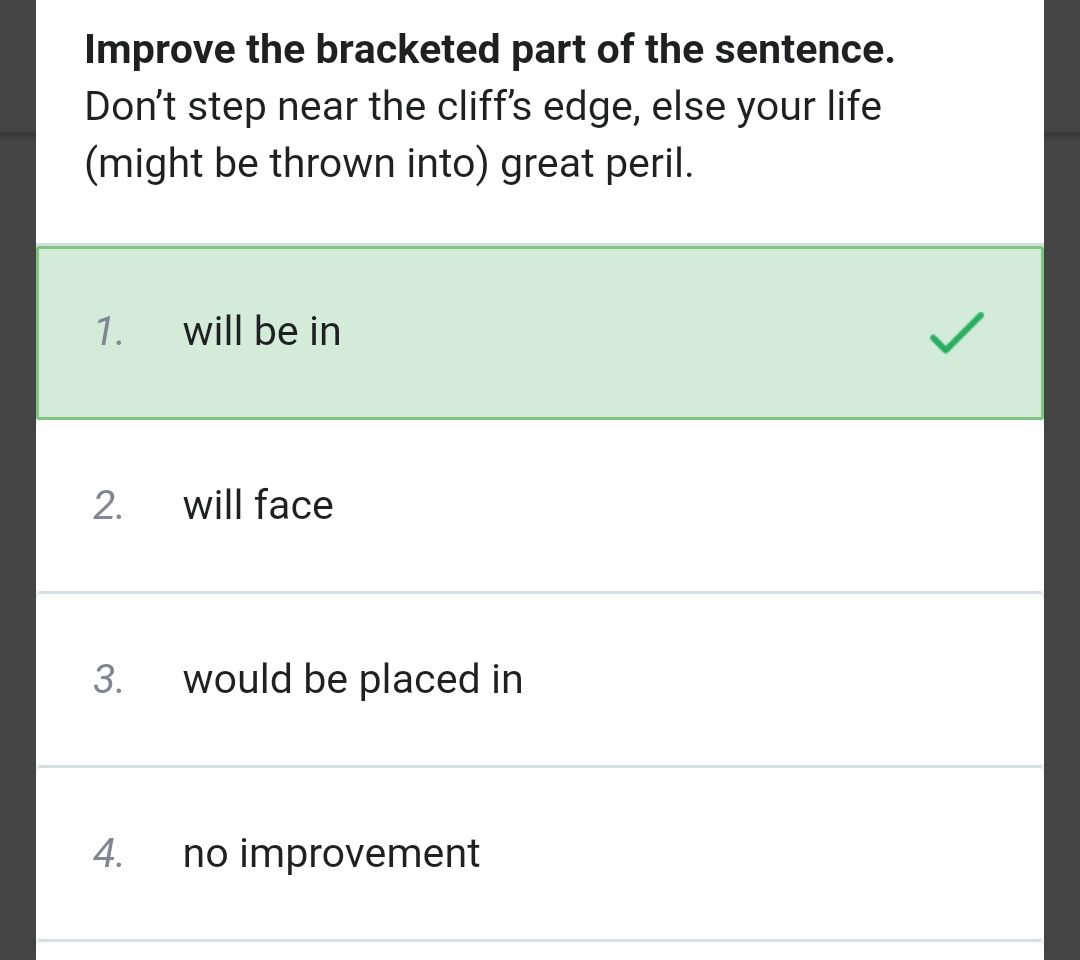 Improve the bracketed part of the sentence.
Don’t step near the cliff’s edge, else your life
(might be thrown into) great peril.
1. will be in
2. will face
3. would be placed in
4. no improvement